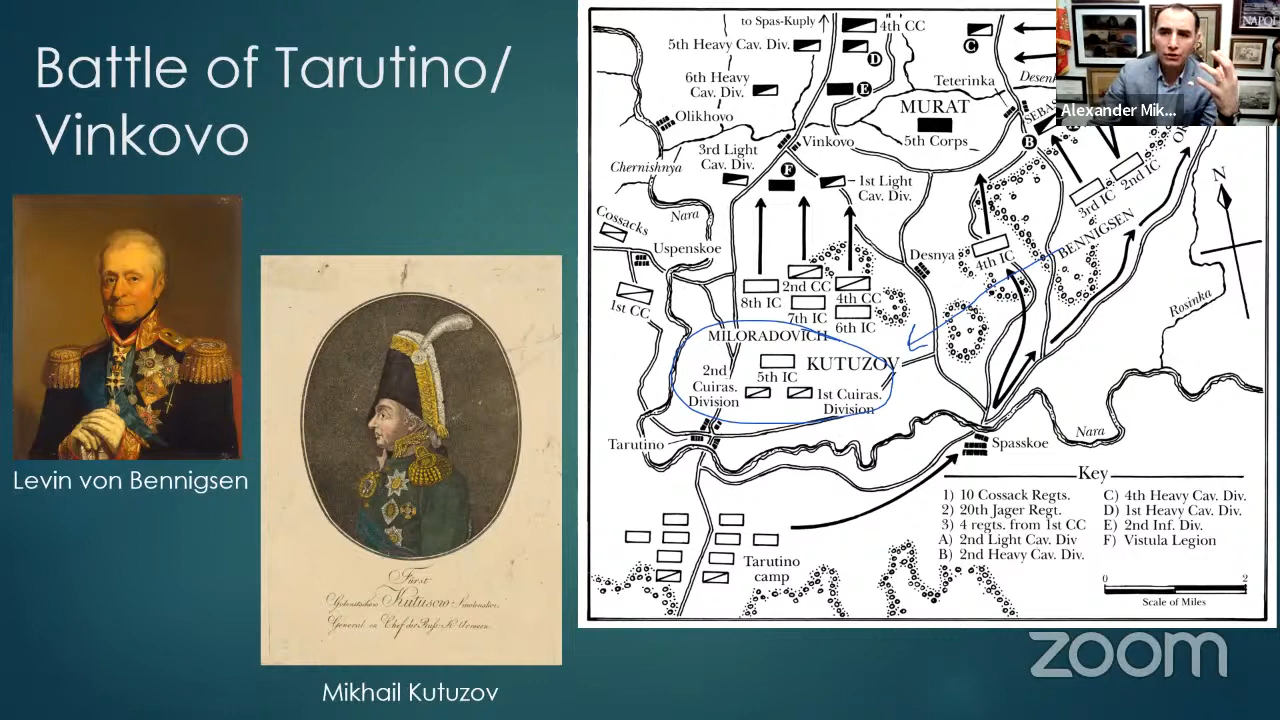 Battle of Tarutino/
Vinkovo
Levin von Bennigsen
Fürst
Kutusow
Mikhail Kutuzov
to Spas-Kuply
4th CC
5th Heavy Cav. Div.
C
D
6th Heavy
Cav. Div.
E
Teterinka
MURAT
5th Corps
Olikhovo
Vinkovo
B
3rd Light
Cav. Div.
F
1st Light
Cav. Div.
Chernishnya
Nara
Cossacks
Uspenskoe
1st CC
3rd IC
2nd IC
BENNIGSEN
4th IC
Desnya
N
Rosinka
8th IC
2nd CC
7th IC
4th CC
6th IC
MILORADOVICH
KUTUZOV
5th IC
2nd
Cuiras.
Division
1st Cuiras.
Division
Tarutino
Spasskoe
Nara
Tarutino
camp
Key
1) 10 Cossack Regts.
2) 20th Jager Regt.
3) 4 regts. from 1st CC
A) 2nd Light Cav. Div
B) 2nd Heavy Cav. Div.
C) 4th Heavy Cav. Div.
D) 1st Heavy Cav. Div.
E) 2nd Inf. Div.
F) Vistula Legion
0 2
Scale of Miles
Alexander Mik...
zoom